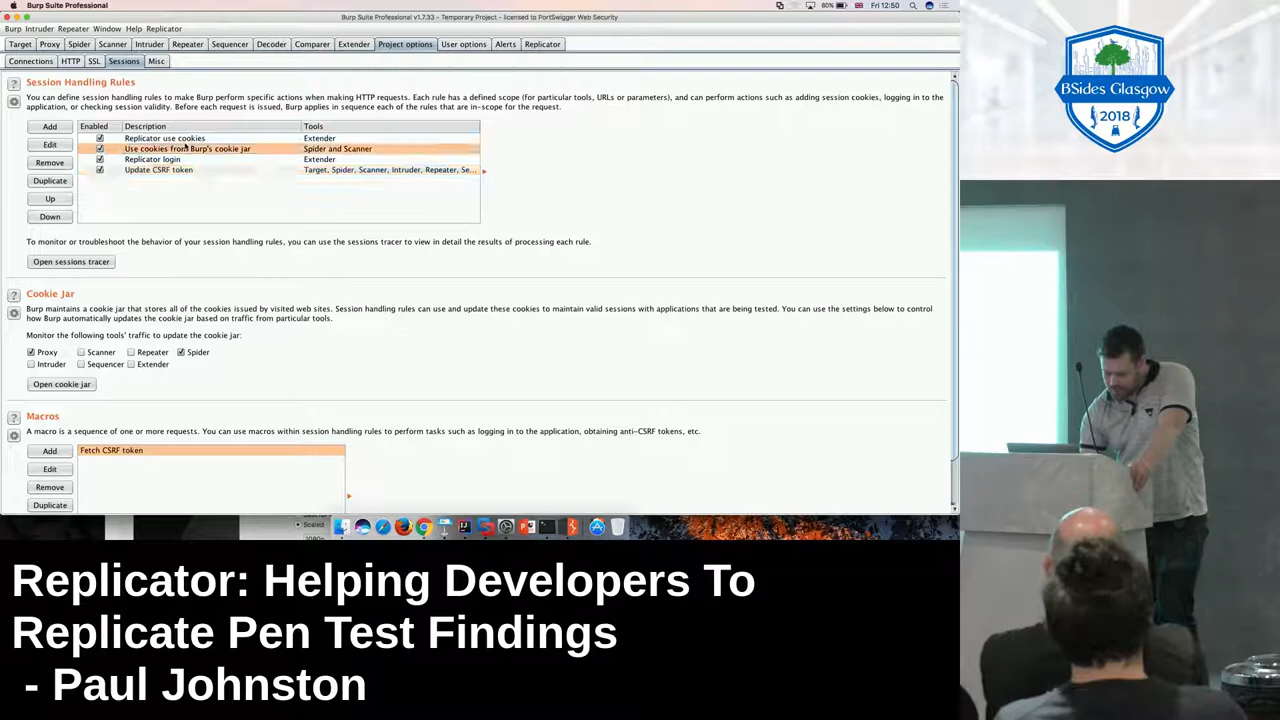 Burp Suite Professional
60%
Fri 12:50
Burp Suite Professional v1.7.33 - Temporary Project - licensed to PortSwigger Web Security
Burp Intruder Repeater Window Help Replicator
Target Proxy Spider Scanner Intruder Repeater Sequencer Decoder Comparer Extender Project options User options Alerts Replicator
Connections HTTP SSL Sessions Misc
? Session Handling Rules
You can define session handling rules to make Burp perform specific actions when making HTTP requests. Each rule has a defined scope (for particular tools, URLs or parameters), and can perform actions such as adding session cookies, logging in to the
application, or checking session validity. Before each request is issued, Burp applies in sequence each of the rules that are in-scope for the request.
Add Enabled Description Tools
Replicator use cookies Extender
Edit Use cookies from Burp's cookie jar Spider and Scanner
Remove Replicator login Extender
Update CSRF token Target, Spider, Scanner, Intruder, Repeater, Se...
Duplicate
Up
Down
To monitor or troubleshoot the behavior of your session handling rules, you can use the sessions tracer to view in detail the results of processing each rule.
Open sessions tracer
? Cookie Jar
Burp maintains a cookie jar that stores all of the cookies issued by visited web sites. Session handling rules can use and update these cookies to maintain valid sessions with applications that are being tested. You can use the settings below to control
how Burp automatically updates the cookie jar based on traffic from particular tools.
Monitor the following tools' traffic to update the cookie jar:
Proxy Scanner Repeater Spider
Intruder Sequencer Extender
Open cookie jar
? Macros
A macro is a sequence of one or more requests. You can use macros within session handling rules to perform tasks such as logging in to the application, obtaining anti-CSRF tokens, etc.
Add Fetch CSRF token
Edit
Remove
Duplicate
Scaled
BSides Glasgow
2018
Replicator: Helping Developers To
Replicate Pen Test Findings
- Paul Johnston